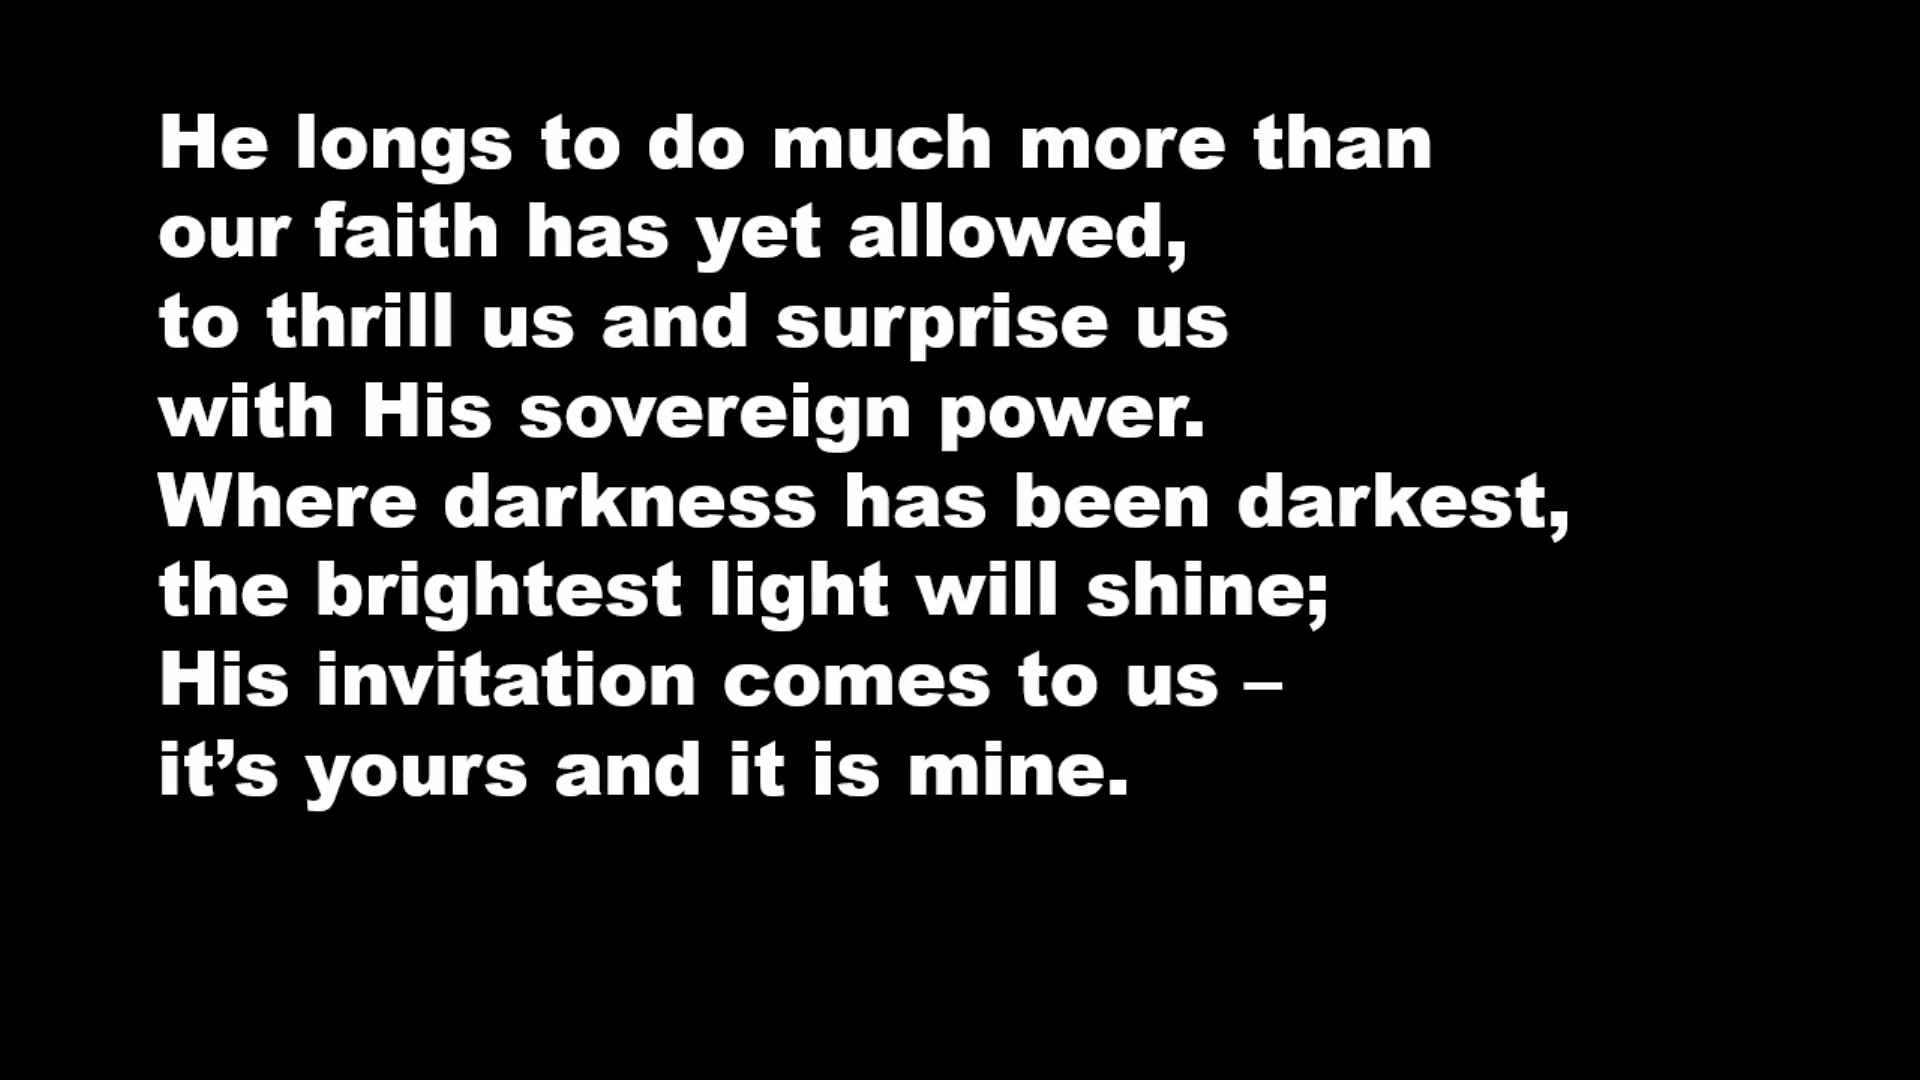 He longs to do much more than
our faith has yet allowed,
to thrill us and surprise us
with His sovereign power.
Where darkness has been darkest,
the brightest light will shine;
His invitation comes to us –
it’s yours and it is mine.